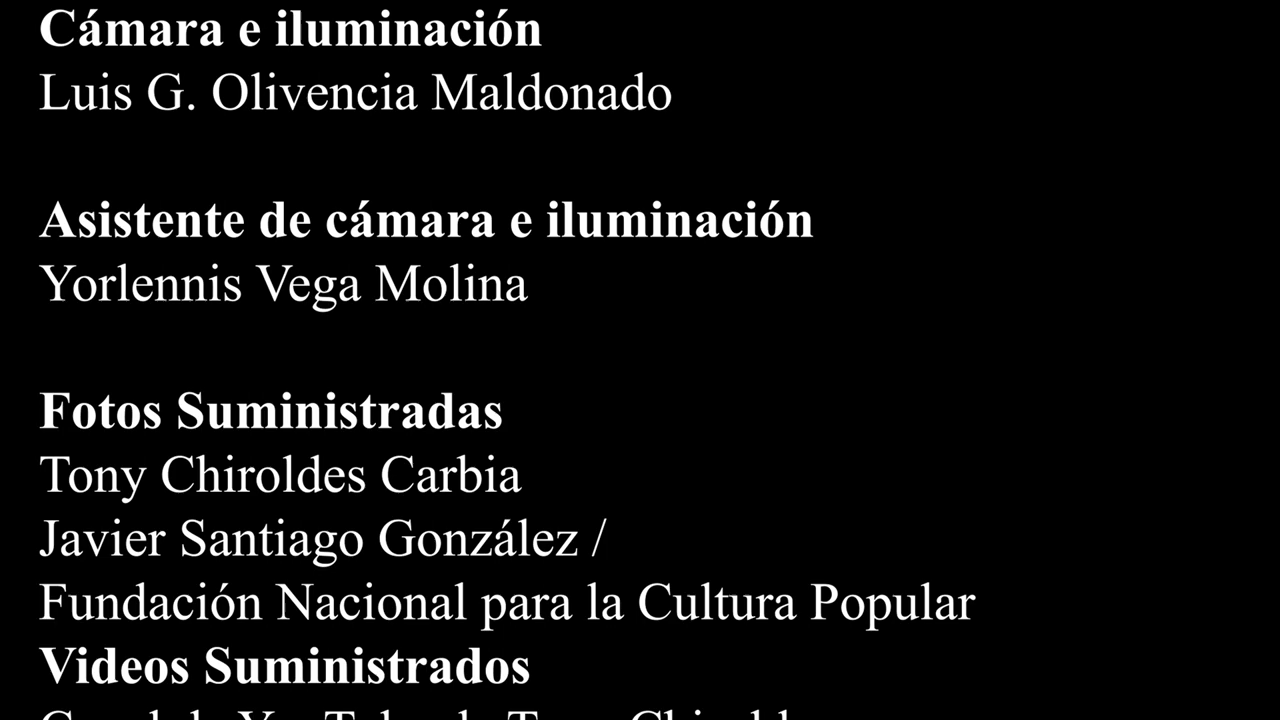 Cámara e iluminación
Luis G. Olivencia Maldonado
Asistente de cámara e iluminación
Yorlennis Vega Molina
Fotos Suministradas
Tony Chiroldes Carbia
Javier Santiago González /
Fundación Nacional para la Cultura Popular
Videos Suministrados